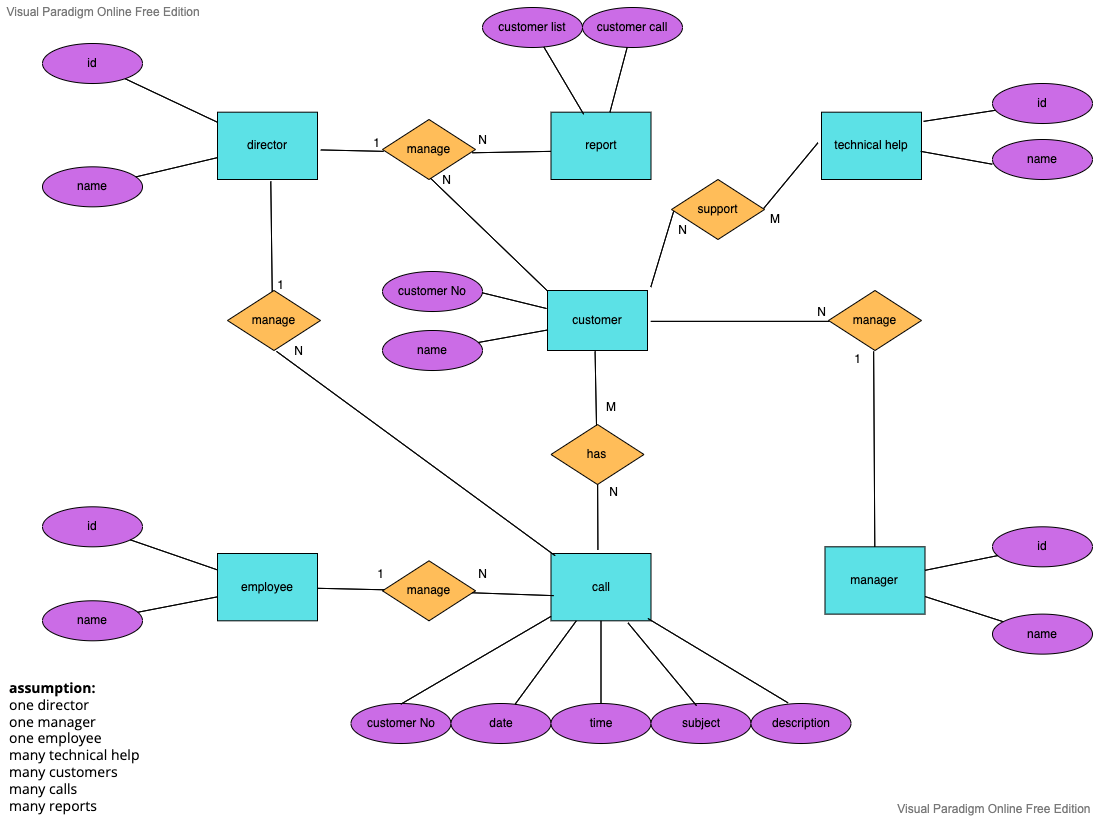 Visual Paradigm Online Free Edition
customer list
customer call
id
name
director
1
manage
N
N
report
technical help
id
name
support
N
M
1
manage
N
customer No
name
customer
N
manage
1
M
has
N
id
name
employee
1
manage
N
call
manager
id
name
customer No
date
time
subject
description
assumption:
one director
one manager
one employee
many technical help
many customers
many calls
many reports
Visual Paradigm Online Free Edition